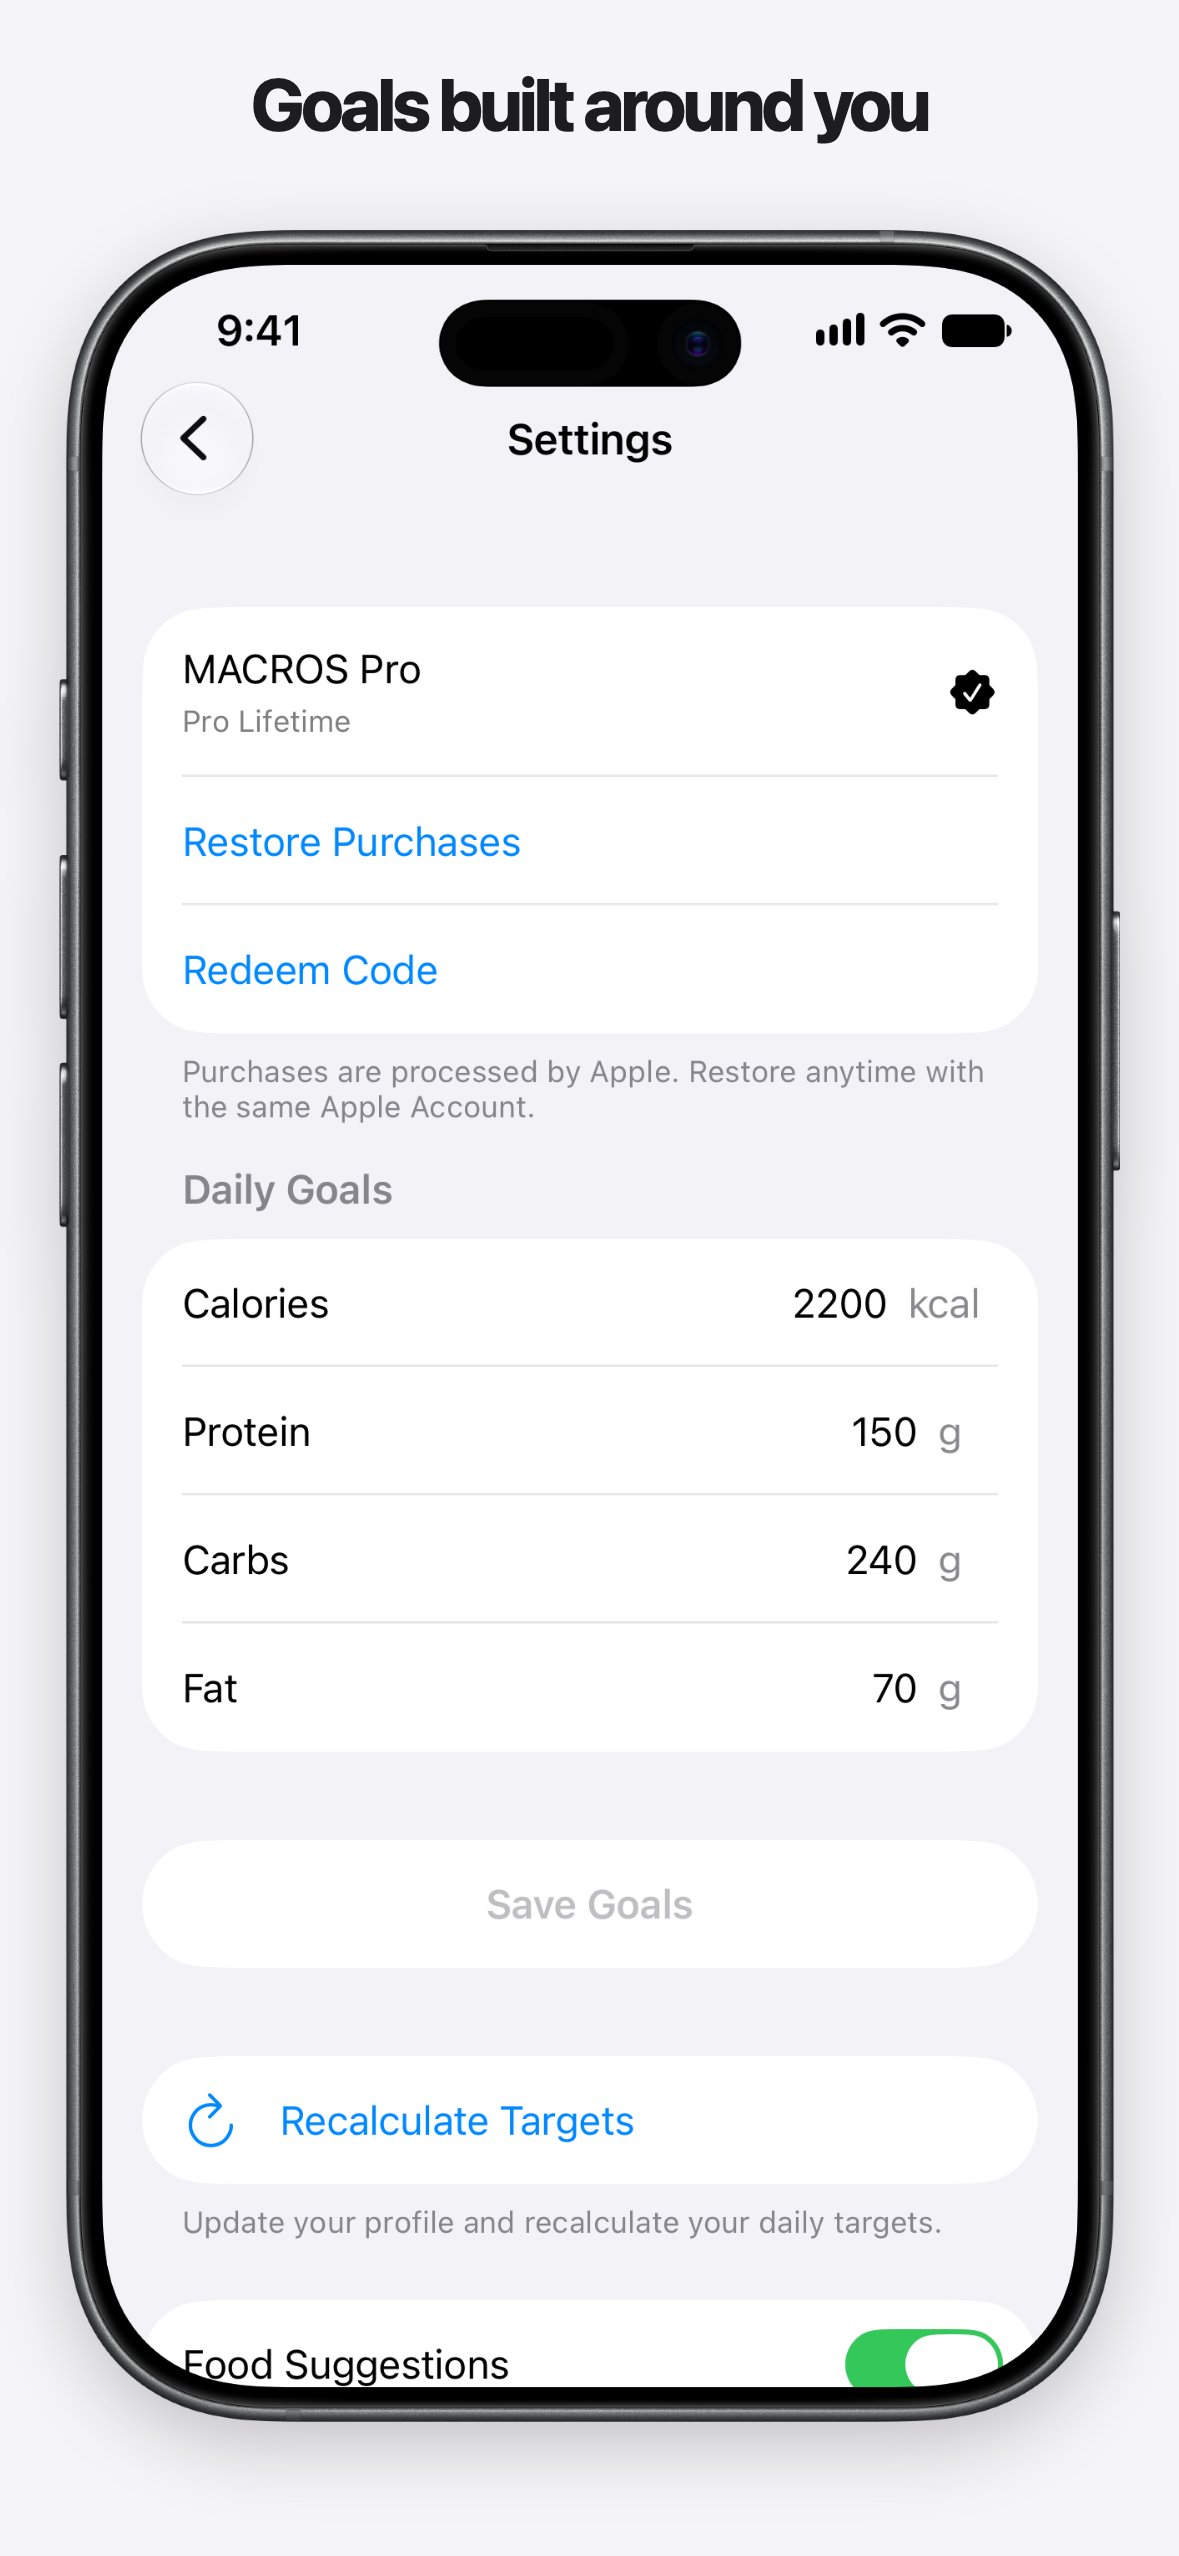 Goals built around you
9:41
Settings
MACROS Pro
Pro Lifetime
Restore Purchases
Redeem Code
Purchases are processed by Apple. Restore anytime with
the same Apple Account.
Daily Goals
Calories 2200 kcal
Protein 150 g
Carbs 240 g
Fat 70 g
Save Goals
Recalculate Targets
Update your profile and recalculate your daily targets.
Food Suggestions